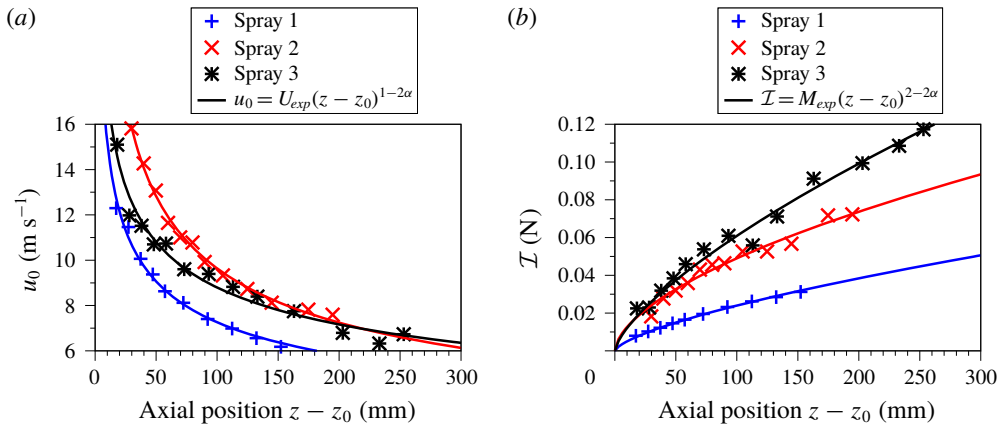 (a)
Spray 1
Spray 2
Spray 3
u₀ = U_exp(z − z₀)^{1−2α}
16
14
12
10
8
6
u₀ (m s⁻¹)
0 50 100 150 200 250 300
Axial position z − z₀ (mm)
(b)
Spray 1
Spray 2
Spray 3
ℐ = M_exp(z − z₀)^{2−2α}
0.12
0.10
0.08
0.06
0.04
0.02
ℐ (N)
0 50 100 150 200 250 300
Axial position z − z₀ (mm)